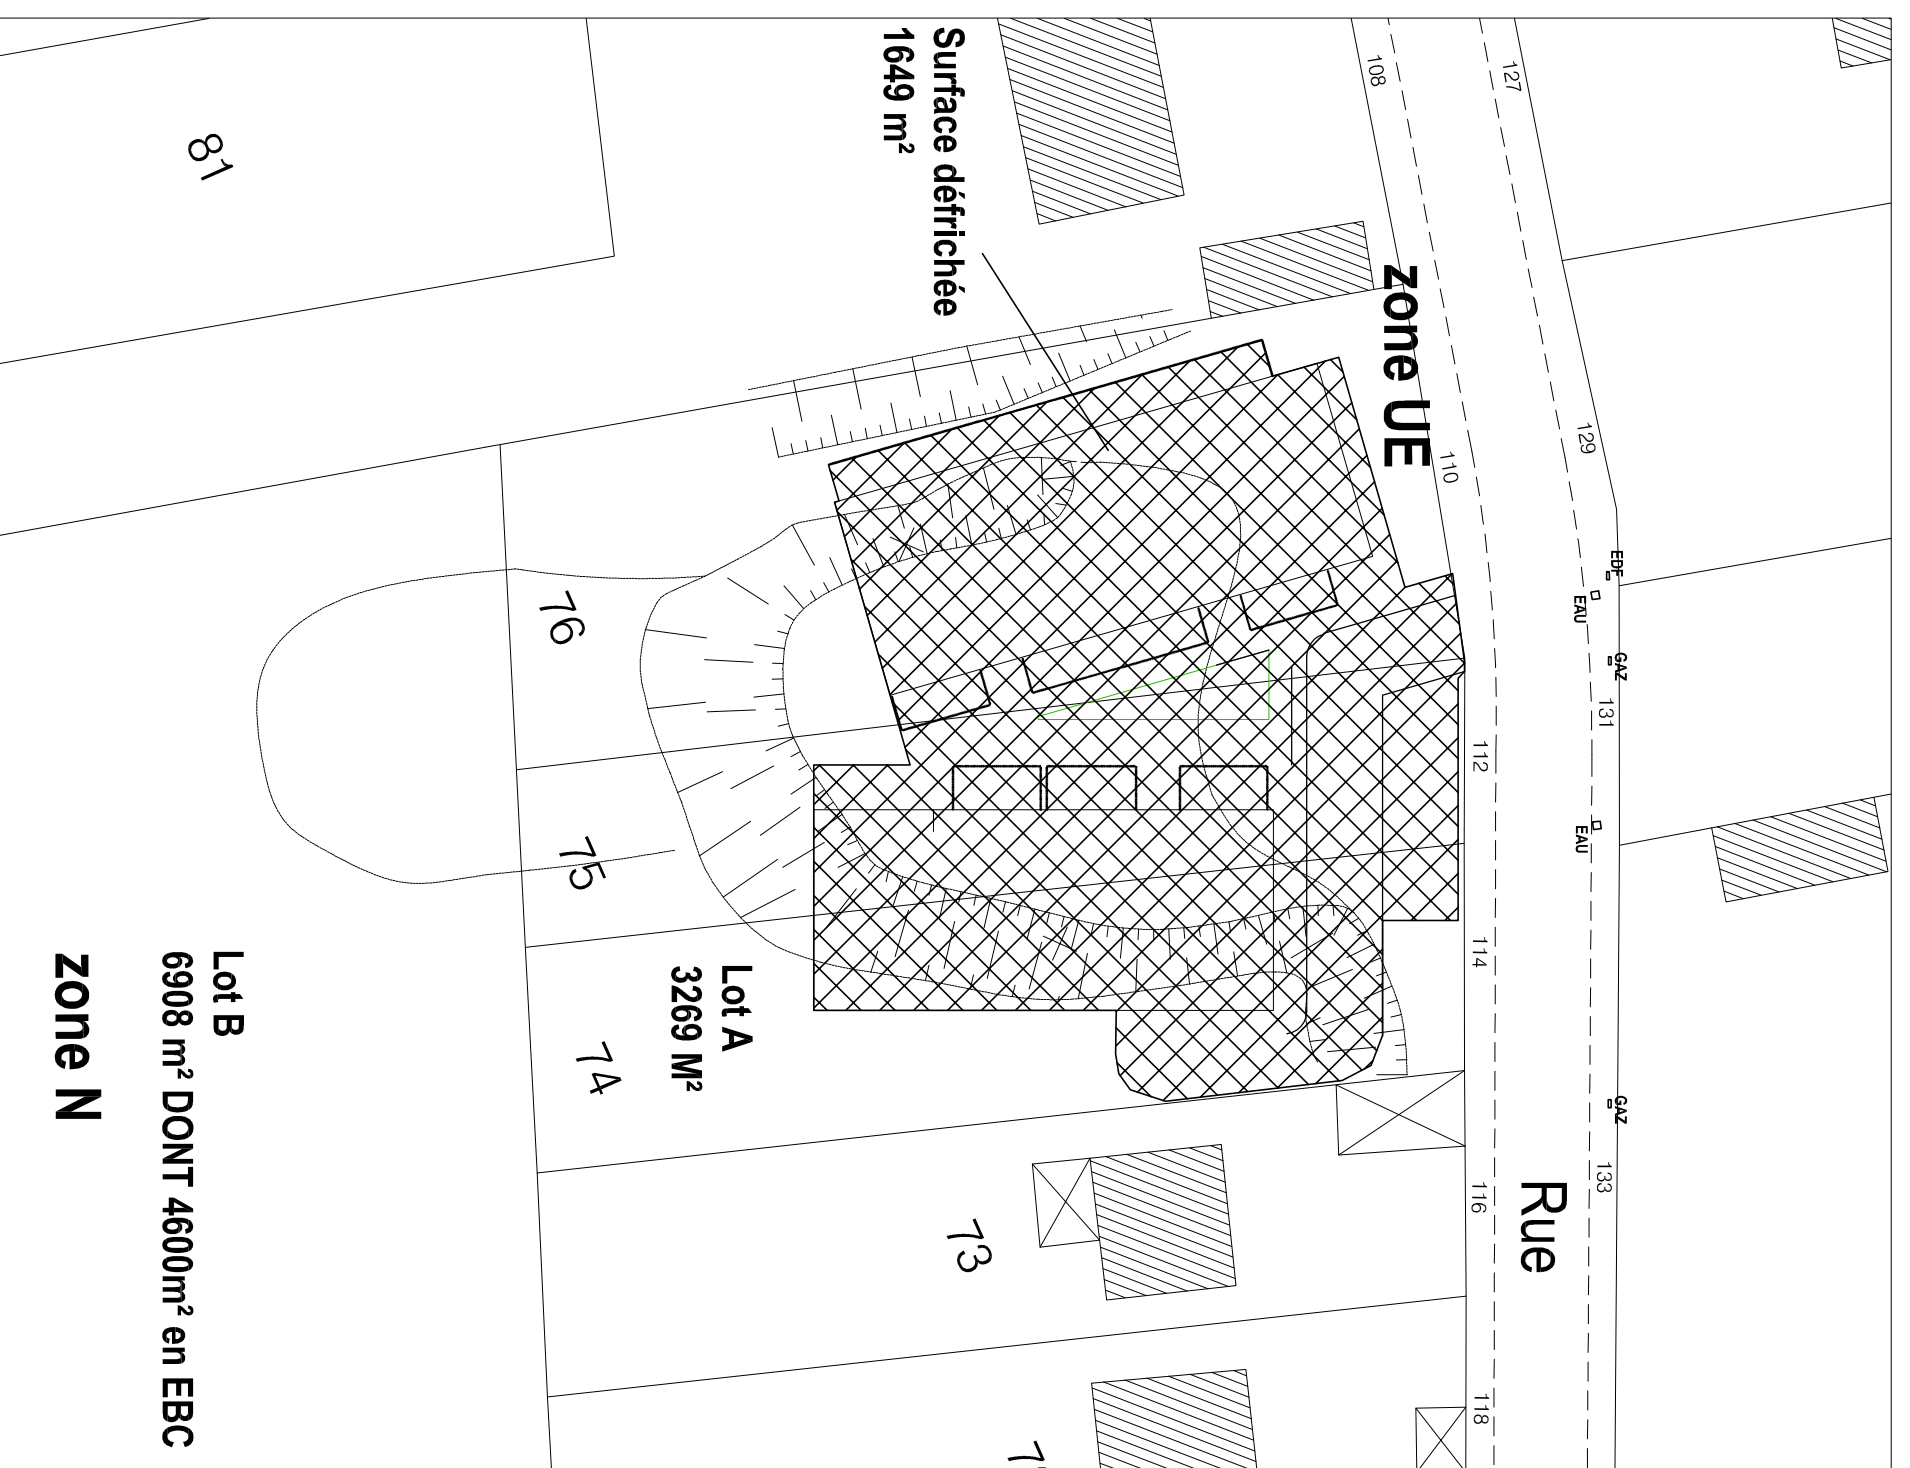 Surface défrichée
1649 m²
zone UE
108
127
110
129
81
EDF
EAU
GAZ
131
112
EAU
114
76
75
74
Lot A
3269 M²
Lot B
6908 m² DONT 4600m² en EBC
zone N
GAZ
133
116
Rue
73
118